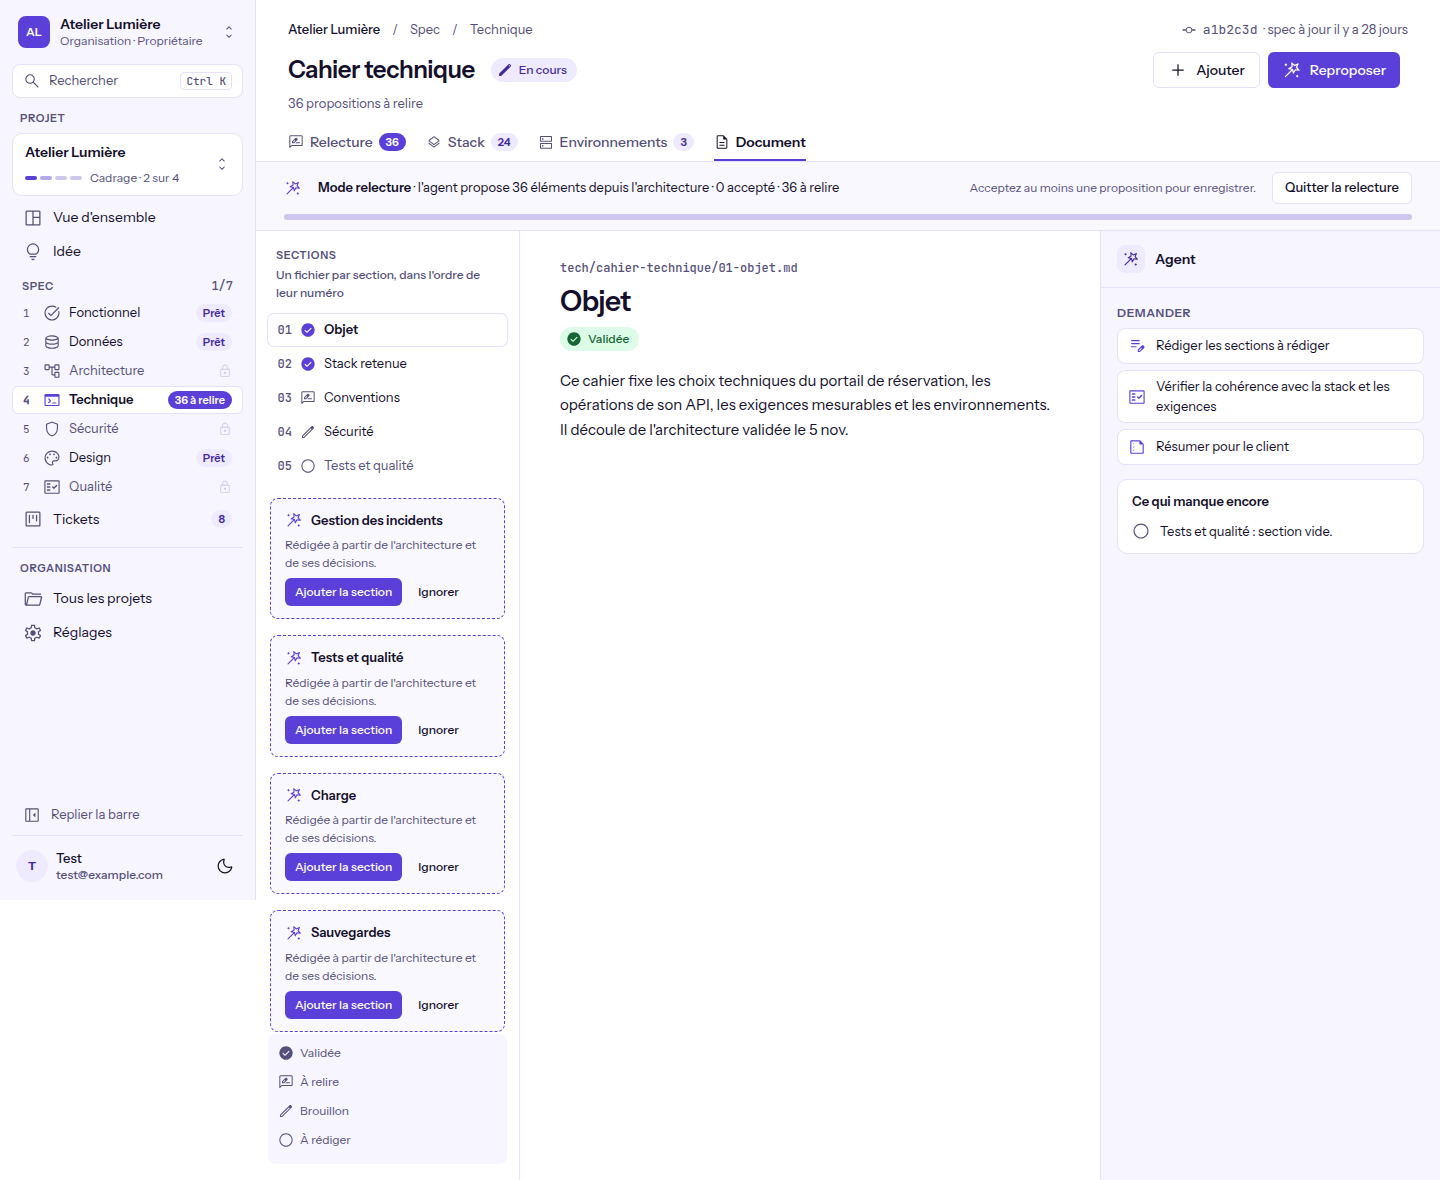 AL
Atelier Lumière
Organisation · Propriétaire
Rechercher
Ctrl K
PROJET
Atelier Lumière
Cadrage · 2 sur 4
Vue d'ensemble
Idée
SPEC 1/7
1 Fonctionnel Prêt
2 Données Prêt
3 Architecture
4 Technique 36 à relire
5 Sécurité
6 Design Prêt
7 Qualité
Tickets 8
ORGANISATION
Tous les projets
Réglages
Replier la barre
T
Test
test@example.com
Atelier Lumière / Spec / Technique
a1b2c3d · spec à jour il y a 28 jours
Cahier technique
En cours
Ajouter
Reproposer
36 propositions à relire
Relecture 36
Stack 24
Environnements 3
Document
Mode relecture · l'agent propose 36 éléments depuis l'architecture · 0 accepté · 36 à relire
Acceptez au moins une proposition pour enregistrer.
Quitter la relecture
SECTIONS
Un fichier par section, dans l'ordre de
leur numéro
01 Objet
02 Stack retenue
03 Conventions
04 Sécurité
05 Tests et qualité
Gestion des incidents
Rédigée à partir de l'architecture et
de ses décisions.
Ajouter la section
Ignorer
Tests et qualité
Rédigée à partir de l'architecture et
de ses décisions.
Ajouter la section
Ignorer
Charge
Rédigée à partir de l'architecture et
de ses décisions.
Ajouter la section
Ignorer
Sauvegardes
Rédigée à partir de l'architecture et
de ses décisions.
Ajouter la section
Ignorer
Validée
À relire
Brouillon
À rédiger
tech/cahier-technique/01-objet.md
Objet
Validée
Ce cahier fixe les choix techniques du portail de réservation, les
opérations de son API, les exigences mesurables et les environnements.
Il découle de l'architecture validée le 5 nov.
Agent
DEMANDER
Rédiger les sections à rédiger
Vérifier la cohérence avec la stack et les
exigences
Résumer pour le client
Ce qui manque encore
Tests et qualité : section vide.